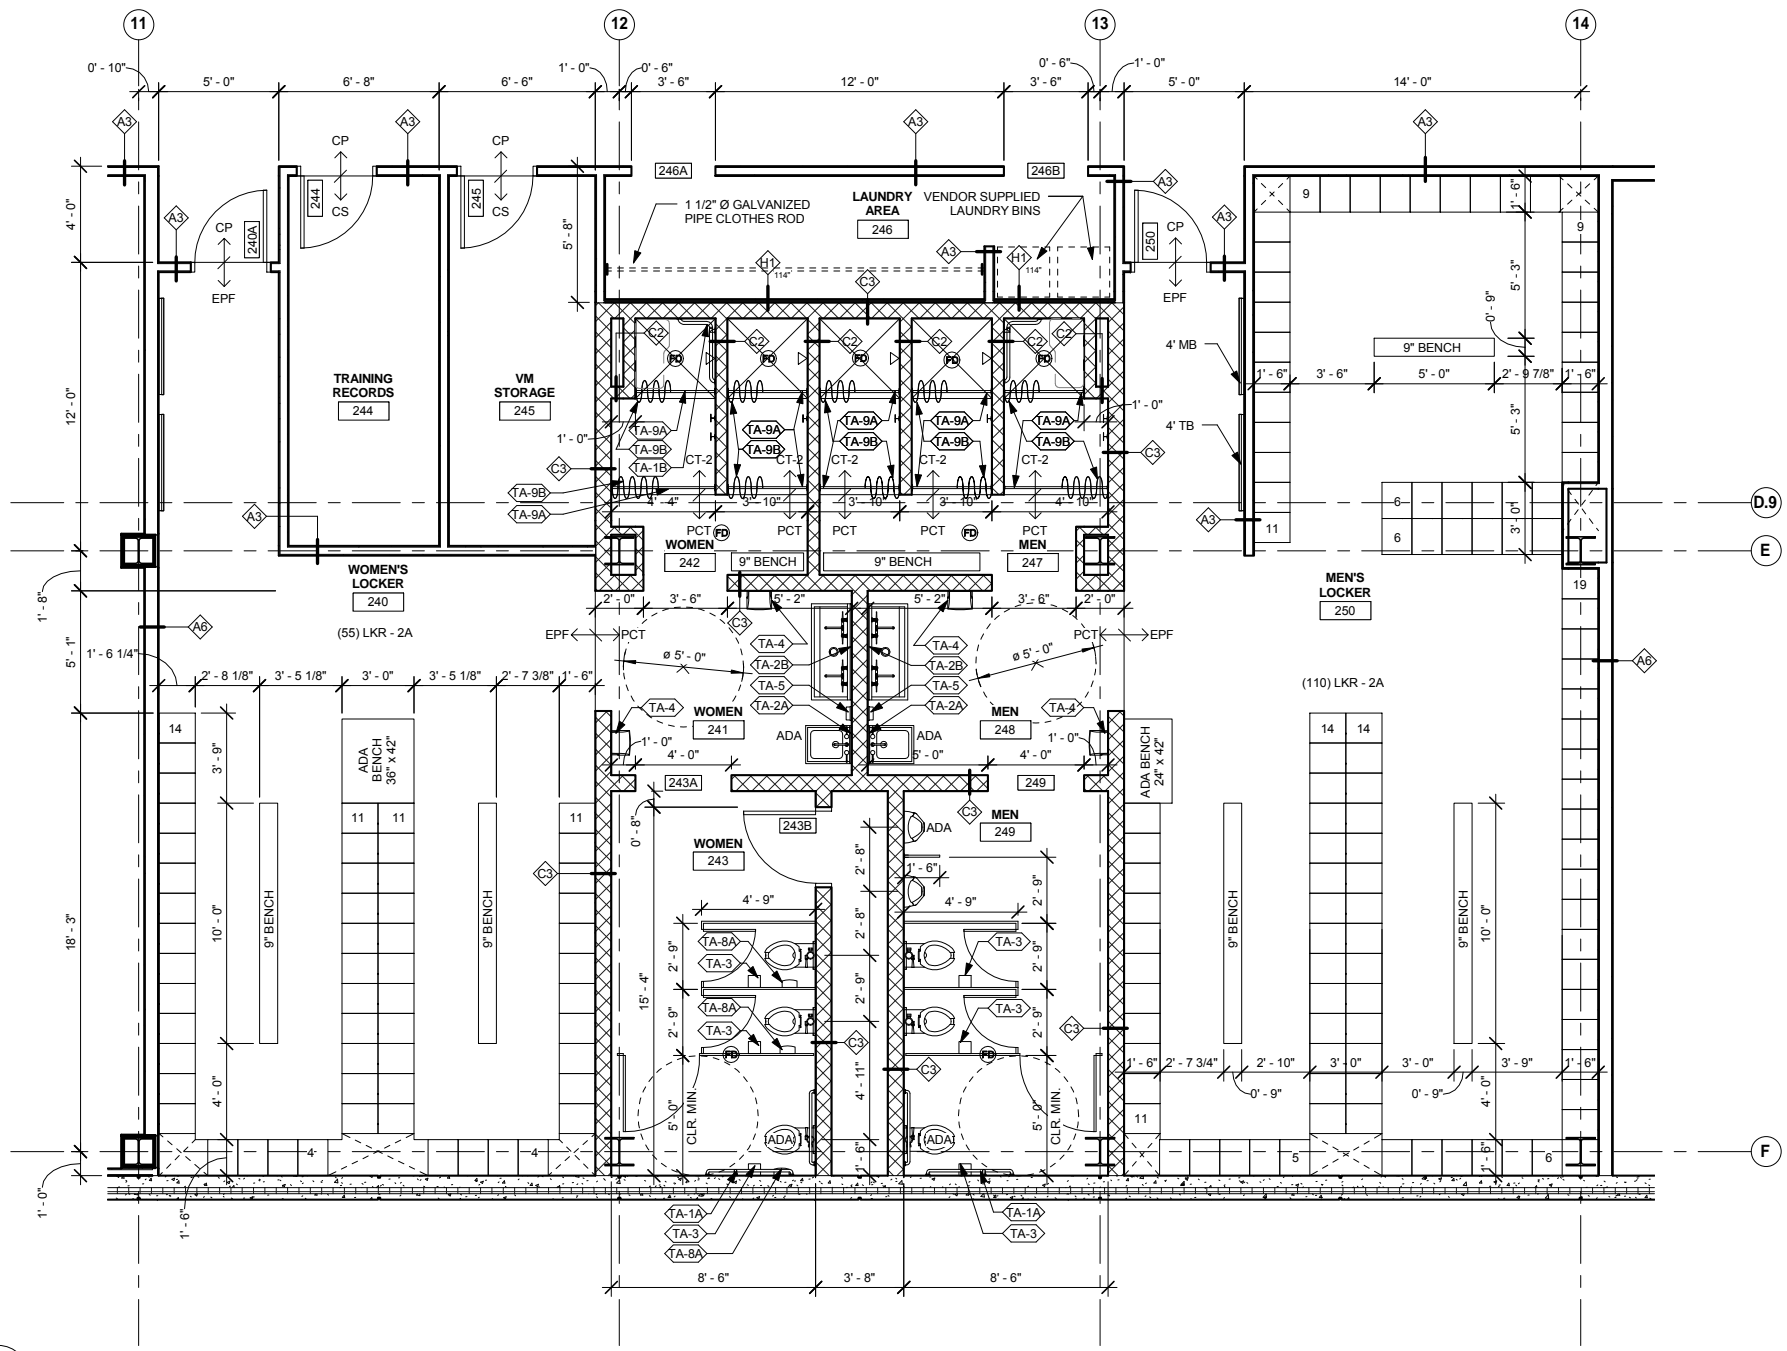 11
12
13
14
0' - 10"
5' - 0"
6' - 8"
6' - 6"
1' - 0"
0' - 6"
3' - 6"
12' - 0"
0' - 6"
3' - 6"
1' - 0"
5' - 0"
14' - 0"
A3
A3
A3
A3
CP
CP
244
245
CS
CS
246A
246B
4' - 0"
A3
CP
240A
EPF
5' - 8"
1 1/2" Ø GALVANIZED
PIPE CLOTHES ROD
LAUNDRY
AREA
246
VENDOR SUPPLIED
LAUNDRY BINS
A3
A3
250
CP
EPF
A3
9
1' - 6"
9
H1
114"
A3
H1
114"
C3
5' - 3"
0' - 9"
C2
C2
C2
C2
C2
FD
FD
FD
FD
FD
4' MB
9" BENCH
12' - 0"
TRAINING
RECORDS
244
VM
STORAGE
245
1' - 6"
3' - 6"
5' - 0"
2' - 9 7/8"
1' - 6"
1' - 0"
1' - 0"
TA-9A
TA-9B
TA-1B
TA-9A
TA-9B
TA-9A
TA-9B
TA-9A
TA-9B
TA-9A
TA-9B
4' TB
5' - 3"
C3
C3
CT-2
CT-2
CT-2
CT-2
CT-2
TA-9B
TA-9A
4' - 4"
3' - 10"
3' - 10"
3' - 10"
4' - 10"
A3
A3
11
6
6
3' - 0"
D.9
E
PCT
FD
PCT
PCT
FD
PCT
WOMEN
242
9" BENCH
9" BENCH
MEN
247
1' - 8"
WOMEN'S
LOCKER
240
(55) LKR - 2A
MEN'S
LOCKER
250
19
2' - 0"
3' - 6"
5' - 2"
5' - 2"
3' - 6"
2' - 0"
5' - 1"
A6
C3
EPF
PCT
PCT
EPF
ø 5' - 0"
ø 5' - 0"
TA-4
TA-2B
TA-5
TA-2A
TA-4
TA-2B
TA-5
TA-2A
A6
1' - 6 1/4"
2' - 8 1/8"
3' - 5 1/8"
3' - 0"
3' - 5 1/8"
2' - 7 3/8"
1' - 6"
(110) LKR - 2A
TA-4
WOMEN
241
MEN
248
TA-4
ADA
ADA
14
3' - 9"
ADA
BENCH
36" x 42"
1' - 0"
4' - 0"
5' - 0"
4' - 0"
1' - 0"
ADA BENCH
24" x 42"
14
14
243A
249
11
11
11
0' - 8"
243B
C3
MEN
249
ADA
WOMEN
243
2' - 8"
1' - 6"
2' - 9"
C3
18' - 3"
10' - 0"
9" BENCH
9" BENCH
4' - 9"
4' - 9"
2' - 8"
9" BENCH
9" BENCH
10' - 0"
TA-8A
TA-3
2' - 9"
TA-3
2' - 9"
15' - 4"
2' - 9"
TA-8A
TA-3
2' - 9"
TA-3
2' - 9"
C3
C3
FD
FD
C3
4' - 0"
4' - 11"
1' - 6"
2' - 7 3/4"
2' - 10"
3' - 0"
3' - 0"
3' - 9"
1' - 6"
0' - 9"
0' - 9"
4' - 0"
5' - 0"
CLR. MIN.
5' - 0"
CLR. MIN.
ADA
ADA
11
4
4
5
6
F
1' - 6"
1' - 6"
1' - 0"
1' - 6"
TA-1A
TA-3
TA-8A
TA-1A
TA-3
8' - 6"
3' - 8"
8' - 6"